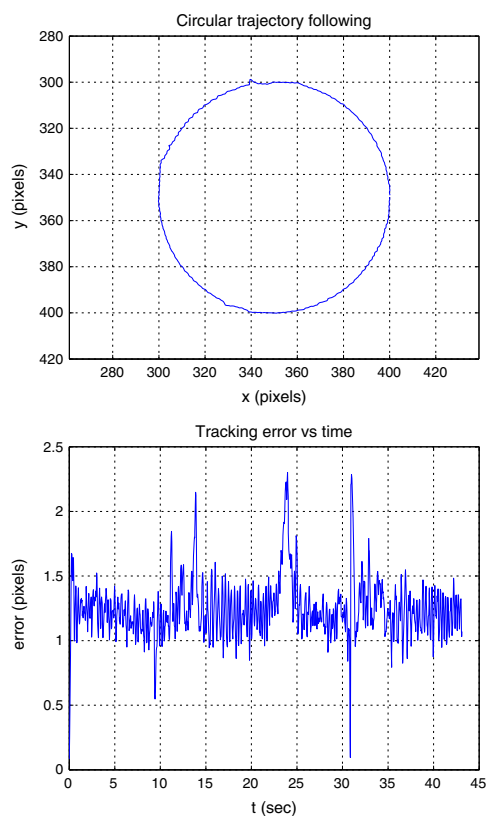 Circular trajectory following
280
300
320
340
360
380
400
420
y (pixels)
280 300 320 340 360 380 400 420
x (pixels)
Tracking error vs time
2.5
2
1.5
1
0.5
0
error (pixels)
0 5 10 15 20 25 30 35 40 45
t (sec)